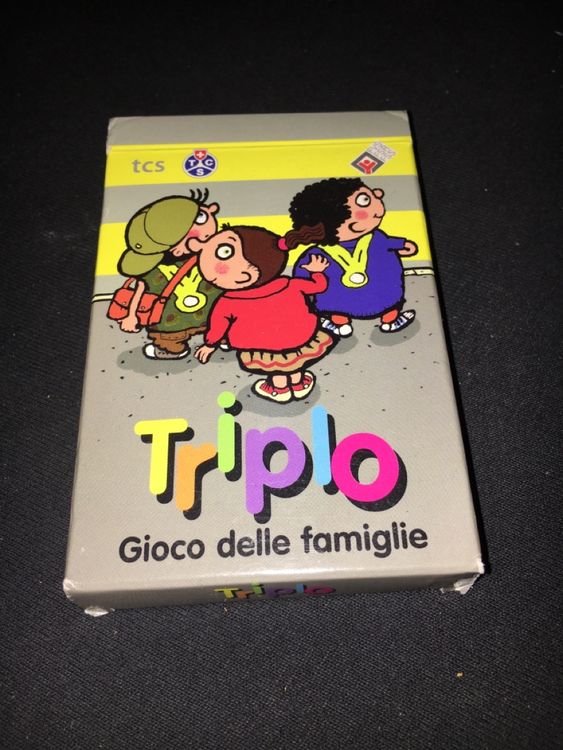 tcs
TCS
Triplo
Gioco delle famiglie
Triplo